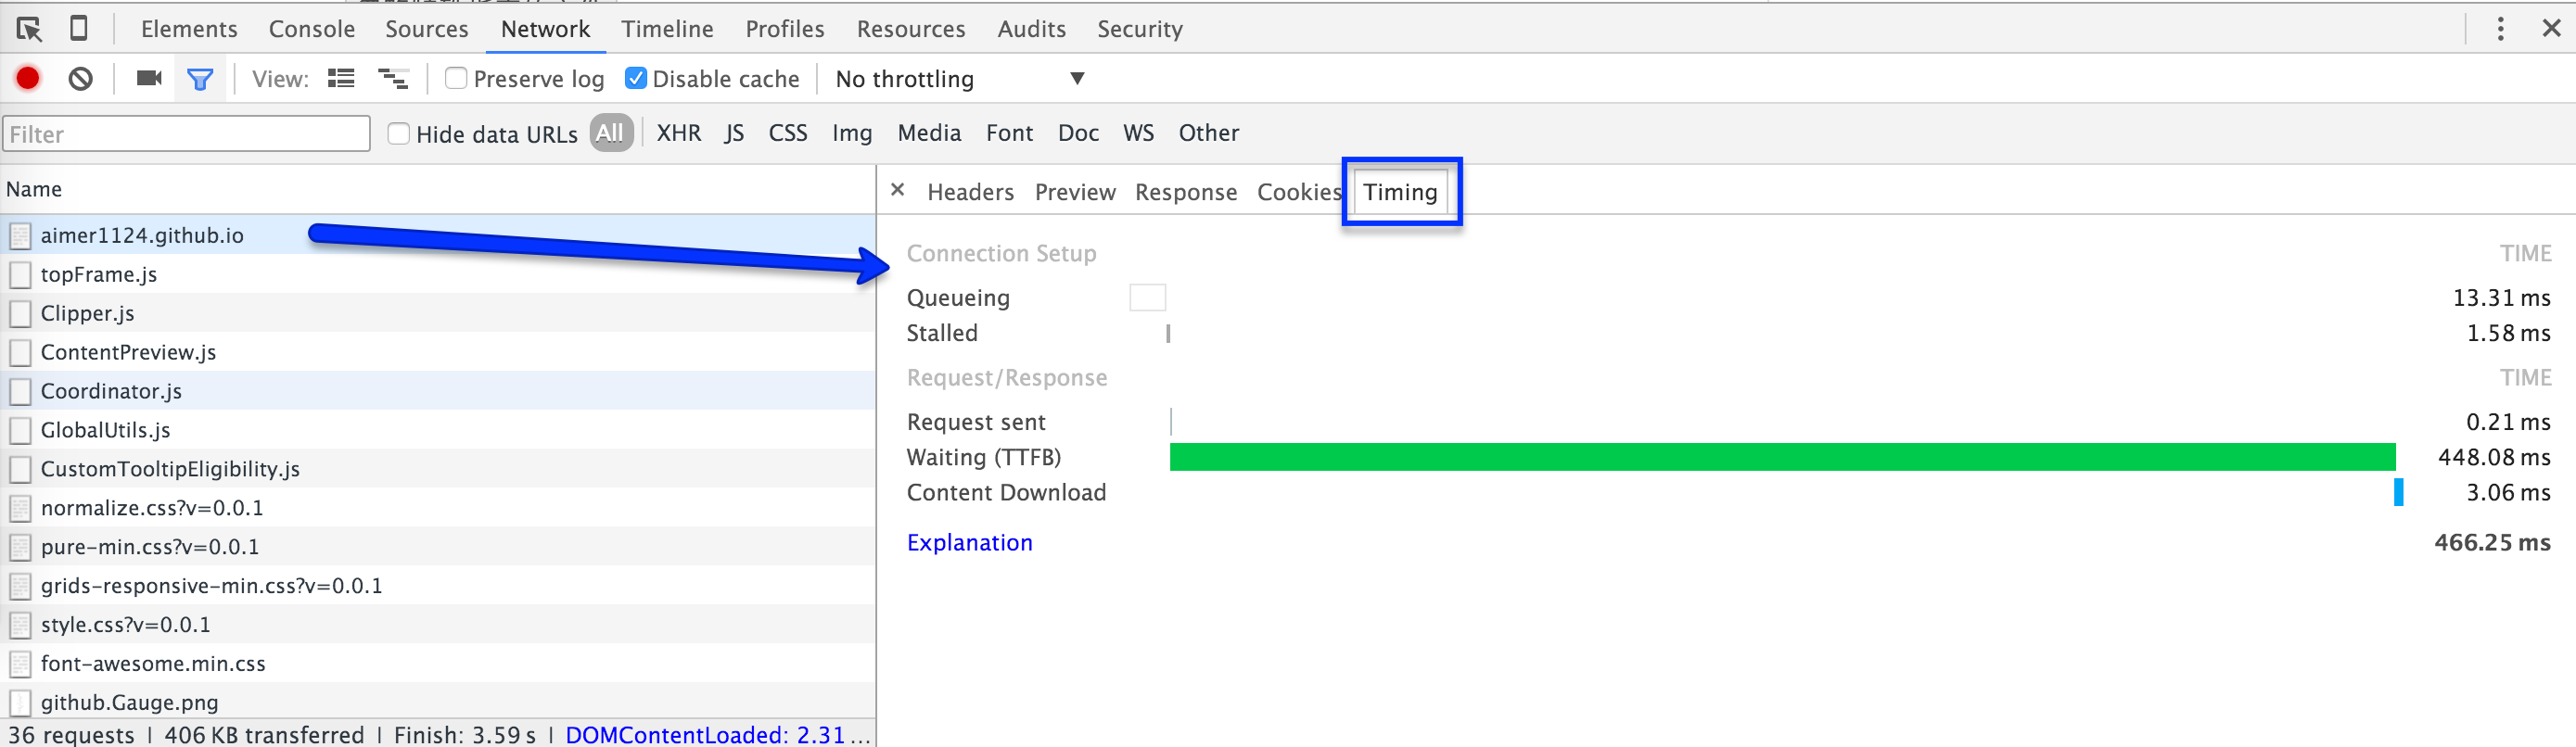 Elements Console Sources Network Timeline Profiles Resources Audits Security
View: Preserve log Disable cache No throttling
Filter Hide data URLs All XHR JS CSS Img Media Font Doc WS Other
Name
aimer1124.github.io
topFrame.js
Clipper.js
ContentPreview.js
Coordinator.js
GlobalUtils.js
CustomTooltipEligibility.js
normalize.css?v=0.0.1
pure-min.css?v=0.0.1
grids-responsive-min.css?v=0.0.1
style.css?v=0.0.1
font-awesome.min.css
github.Gauge.png
36 requests | 406 KB transferred | Finish: 3.59 s | DOMContentLoaded: 2.31 ...
× Headers Preview Response Cookies Timing
Connection Setup TIME
Queueing 13.31 ms
Stalled 1.58 ms
Request/Response TIME
Request sent 0.21 ms
Waiting (TTFB) 448.08 ms
Content Download 3.06 ms
Explanation 466.25 ms